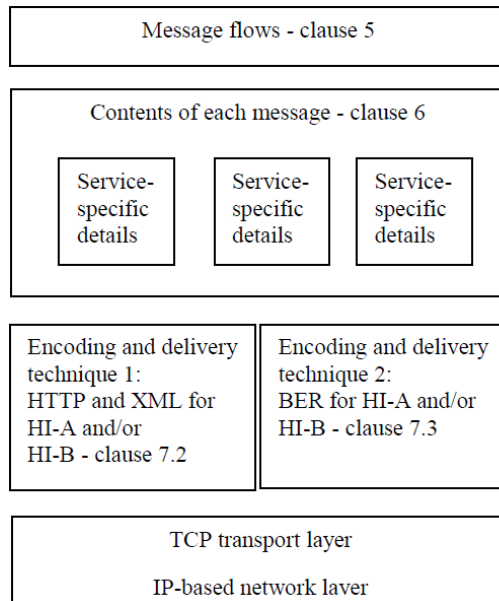 Message flows - clause 5
Contents of each message - clause 6
Service-
specific
details
Service-
specific
details
Service-
specific
details
Encoding and delivery
technique 1:
HTTP and XML for
HI-A and/or
HI-B - clause 7.2
Encoding and delivery
technique 2:
BER for HI-A and/or
HI-B - clause 7.3
TCP transport layer
IP-based network layer